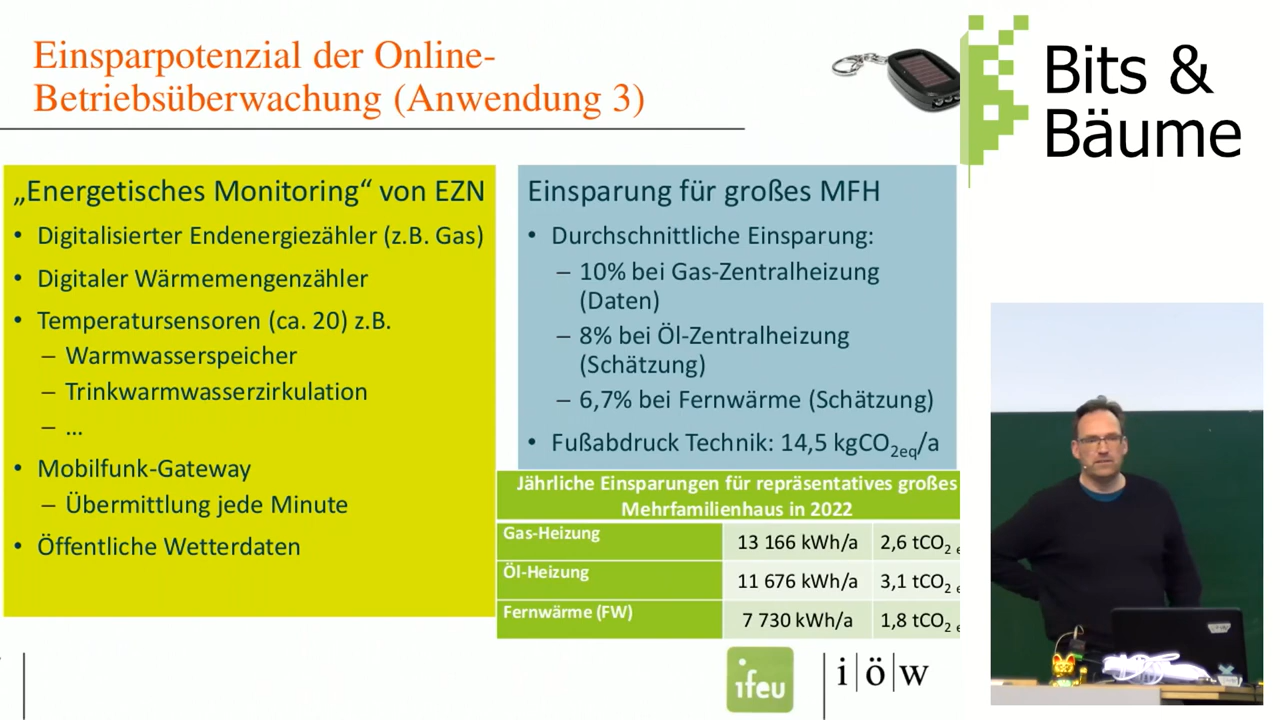 Einsparpotenzial der Online-
Betriebsüberwachung (Anwendung 3)
Bits &
Bäume
„Energetisches Monitoring“ von EZN
• Digitalisierter Endenergiezähler (z.B. Gas)
• Digitaler Wärmemengenzähler
• Temperatursensoren (ca. 20) z.B.
– Warmwasserspeicher
– Trinkwarmwasserzirkulation
– ...
• Mobilfunk-Gateway
– Übermittlung jede Minute
• Öffentliche Wetterdaten
Einsparung für großes MFH
• Durchschnittliche Einsparung:
– 10% bei Gas-Zentralheizung
(Daten)
– 8% bei Öl-Zentralheizung
(Schätzung)
– 6,7% bei Fernwärme (Schätzung)
• Fußabdruck Technik: 14,5 kgCO2eq/a
Jährliche Einsparungen für repräsentatives großes
Mehrfamilienhaus in 2022
Gas-Heizung 13 166 kWh/a 2,6 tCO2 e
Öl-Heizung 11 676 kWh/a 3,1 tCO2 e
Fernwärme (FW) 7 730 kWh/a 1,8 tCO2 e
ifeu
i|ö|w